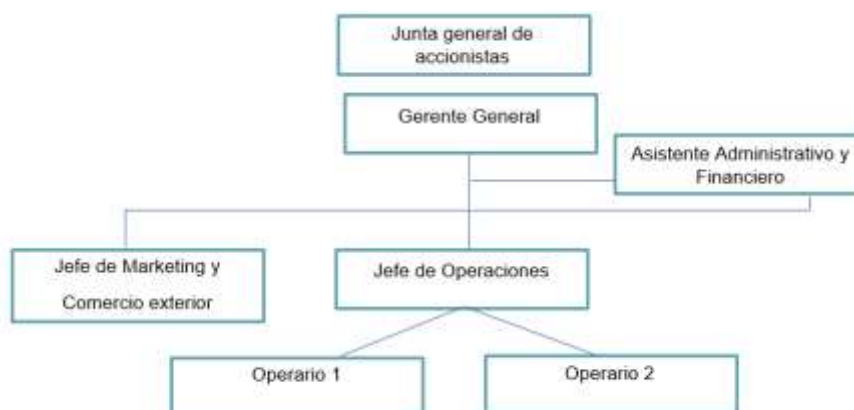 Junta general de
accionistas
Gerente General
Asistente Administrativo y
Financiero
Jefe de Marketing y
Comercio exterior
Jefe de Operaciones
Operario 1
Operario 2